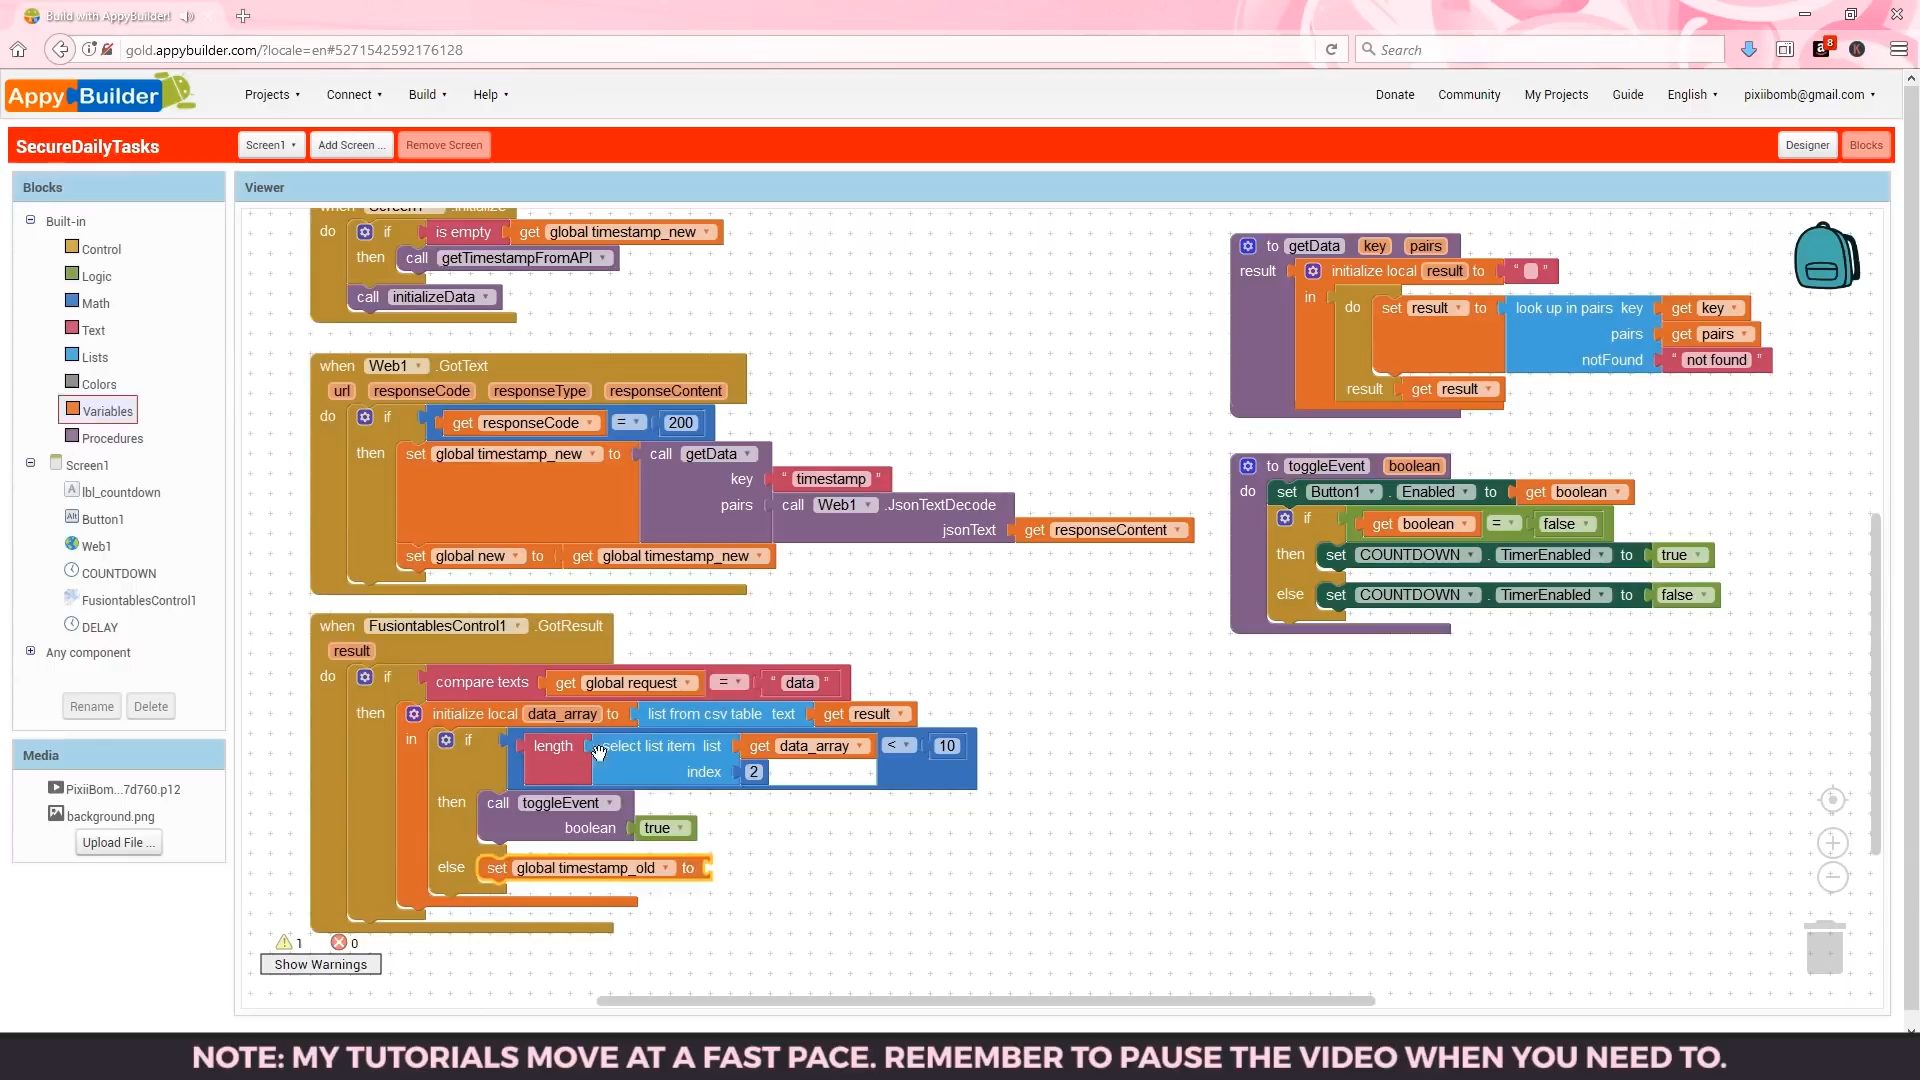 Build with AppyBuilder!
gold.appybuilder.com/?locale=en#5271542592176128
Search
8
K
Appy Builder
Projects
Connect
Build
Help
Donate
Community
My Projects
Guide
English
pixiibomb@gmail.com
SecureDailyTasks
Screen1
Add Screen ...
Remove Screen
Designer
Blocks
Blocks
Built-in
Control
Logic
Math
Text
Lists
Colors
Variables
Procedures
Screen1
lbl_countdown
Button1
Web1
COUNTDOWN
FusiontablesControl1
DELAY
Any component
Rename
Delete
Media
PixiiBom...7d760.p12
background.png
Upload File ...
Viewer
do if is empty get global timestamp_new
then call getTimestampFromAPI
call initializeData
when Web1 .GotText
url responseCode responseType responseContent
do if get responseCode = 200
then set global timestamp_new to call getData
key " timestamp "
pairs call Web1 .JsonTextDecode
jsonText get responseContent
set global new to get global timestamp_new
when FusiontablesControl1 .GotResult
result
do if compare texts get global request = " data "
then initialize local data_array to list from csv table text get result
in if length select list item list get data_array < 10
index 2
then call toggleEvent
boolean true
else set global timestamp_old to
1 0
Show Warnings
to getData key pairs
result initialize local result to " "
in do set result to look up in pairs key get key
pairs get pairs
notFound " not found "
result get result
to toggleEvent boolean
do set Button1 . Enabled to get boolean
if get boolean = false
then set COUNTDOWN . TimerEnabled to true
else set COUNTDOWN . TimerEnabled to false
NOTE: MY TUTORIALS MOVE AT A FAST PACE. REMEMBER TO PAUSE THE VIDEO WHEN YOU NEED TO.